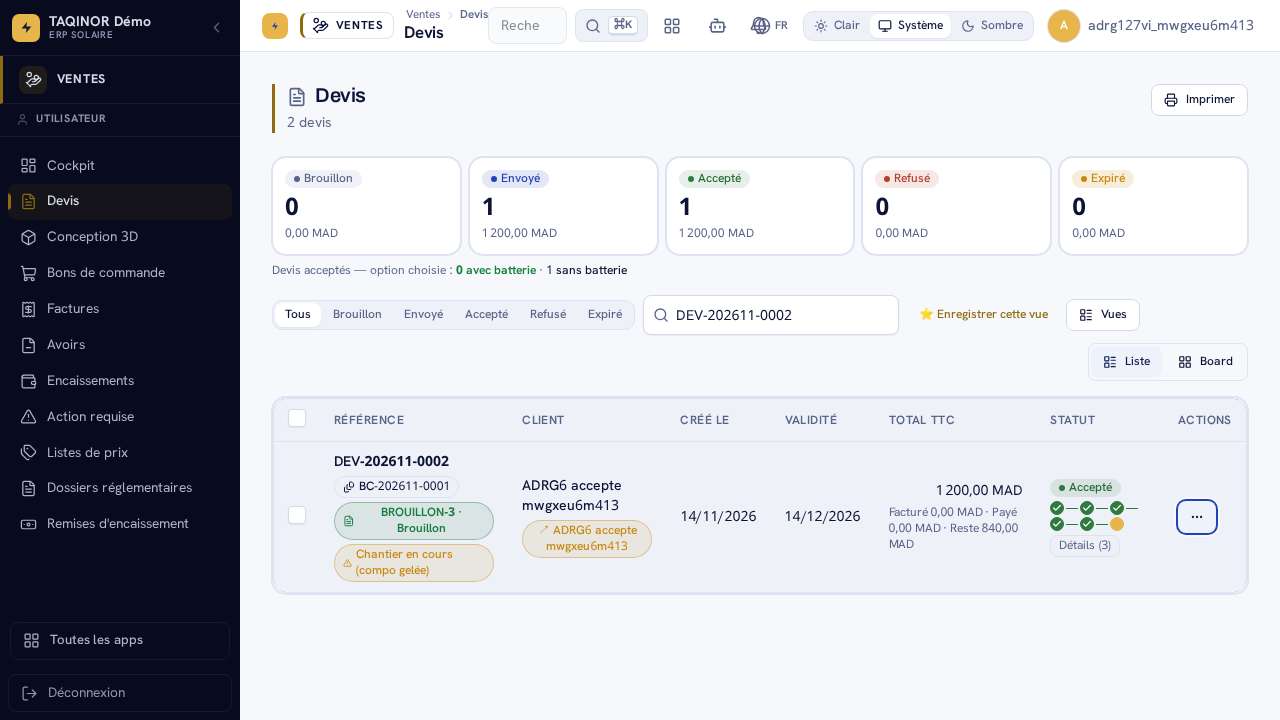 TAQINOR Démo
ERP SOLAIRE
VENTES
UTILISATEUR
Cockpit
Devis
Conception 3D
Bons de commande
Factures
Avoirs
Encaissements
Action requise
Listes de prix
Dossiers réglementaires
Remises d'encaissement
Toutes les apps
Déconnexion
VENTES
Ventes > Devis
Devis
Reche
⌘K
FR
Clair
Système
Sombre
A
adrg127vi_mwgxeu6m413
Devis
2 devis
Imprimer
Brouillon
0
0,00 MAD
Envoyé
1
1 200,00 MAD
Accepté
1
1 200,00 MAD
Refusé
0
0,00 MAD
Expiré
0
0,00 MAD
Devis acceptés — option choisie : 0 avec batterie · 1 sans batterie
Tous
Brouillon
Envoyé
Accepté
Refusé
Expiré
DEV-202611-0002
⭐ Enregistrer cette vue
Vues
Liste
Board
RÉFÉRENCE
CLIENT
CRÉÉ LE
VALIDITÉ
TOTAL TTC
STATUT
ACTIONS
DEV-202611-0002
BC-202611-0001
BROUILLON-3 ·
Brouillon
Chantier en cours
(compo gelée)
ADRG6 accepte
mwgxeu6m413
↗ ADRG6 accepte
mwgxeu6m413
14/11/2026
14/12/2026
1 200,00 MAD
Facturé 0,00 MAD · Payé
0,00 MAD · Reste 840,00
MAD
Accepté
Détails (3)
···